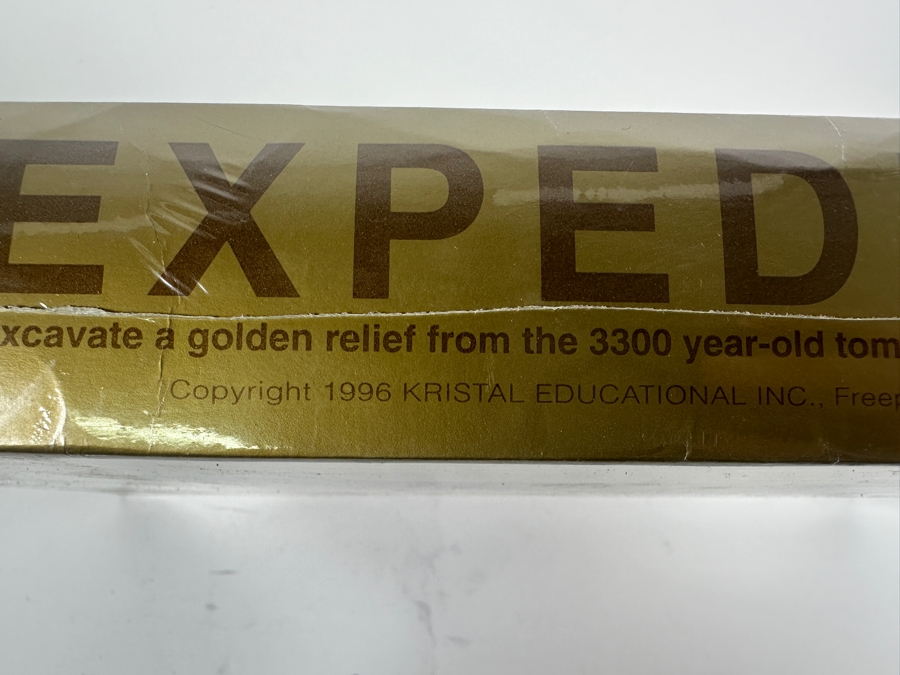 EXPED
xcavate a golden relief from the 3300 year-old tom
Copyright 1996 KRISTAL EDUCATIONAL INC., Freep